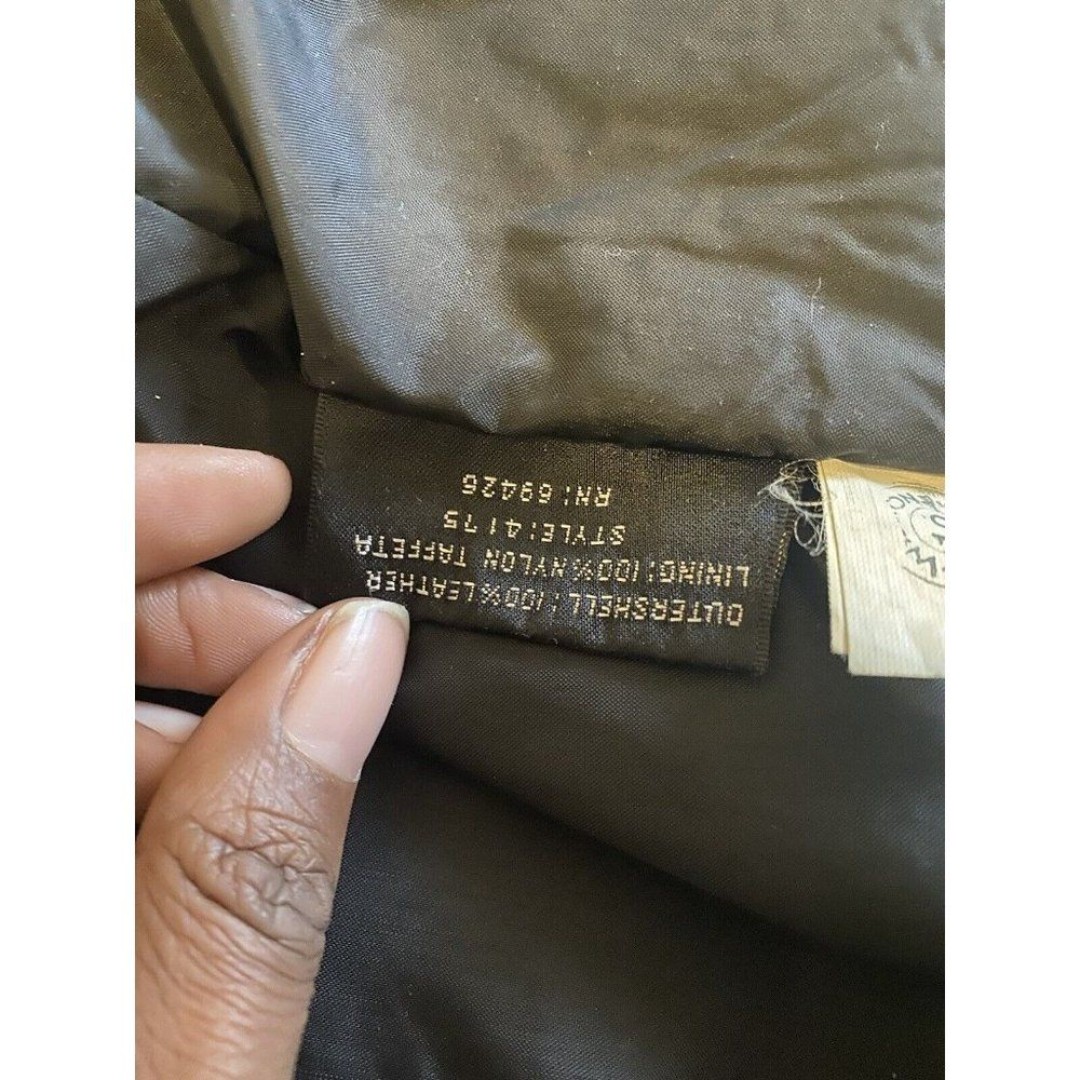 OUTERSHELL: 100% LEATHER
LINING: 100% NYLON TAFFETA
STYLE: 4175
RN: 69426